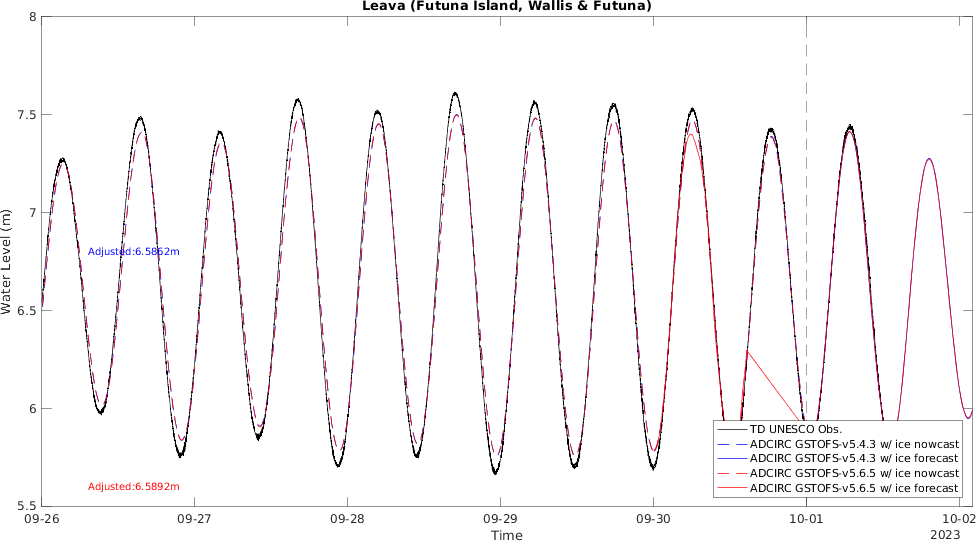 Leava (Futuna Island, Wallis & Futuna)
8
7.5
7
6.5
6
5.5
Water Level (m)
Adjusted:6.5862m
Adjusted:6.5892m
TD UNESCO Obs.
ADCIRC GSTOFS-v5.4.3 w/ ice nowcast
ADCIRC GSTOFS-v5.4.3 w/ ice forecast
ADCIRC GSTOFS-v5.6.5 w/ ice nowcast
ADCIRC GSTOFS-v5.6.5 w/ ice forecast
09-26
09-27
09-28
09-29
09-30
10-01
10-02
Time
2023